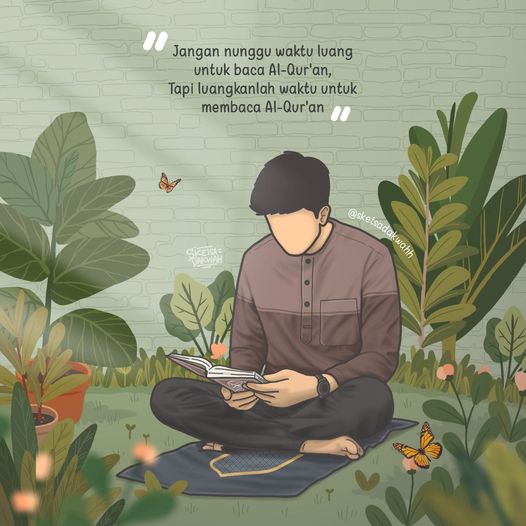 Jangan nunggu waktu luang
untuk baca Al-Qur'an,
Tapi luangkanlah waktu untuk
membaca Al-Qur'an
@sketsadakwahh
SKETSA
DAKWAH